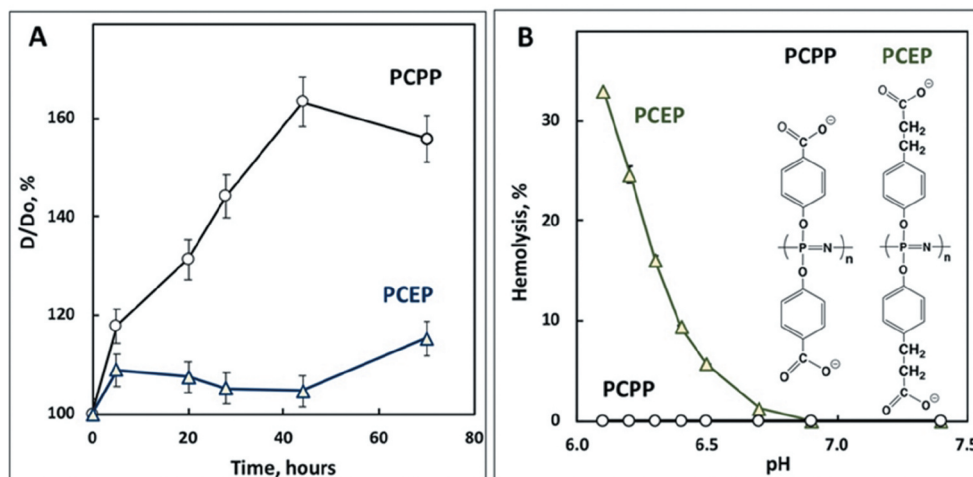 A
PCPP
PCEP
160
140
120
100
D/Do, %
0 20 40 60 80
Time, hours
B
PCPP PCEP
PCEP
PCPP
30
20
10
0
Hemolysis, %
6.0 6.5 7.0 7.5
pH
O O⊖
C
O
P=N
n
O
C
O O⊖
O O⊖
C
CH2
CH2
O
P=N
n
O
CH2
CH2
C
O O⊖